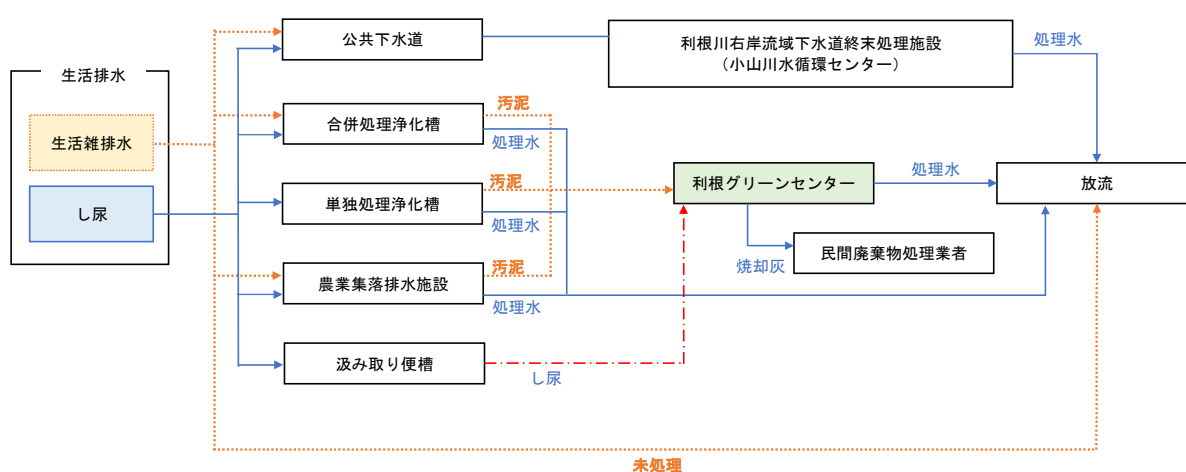 生活排水
生活雑排水
し尿
公共下水道
合併処理浄化槽
単独処理浄化槽
農業集落排水施設
汲み取り便槽
汚泥
処理水
汚泥
処理水
汚泥
処理水
し尿
利根川右岸流域下水道終末処理施設
（小山川水循環センター）
処理水
利根グリーンセンター
処理水
放流
焼却灰
民間廃棄物処理業者
未処理